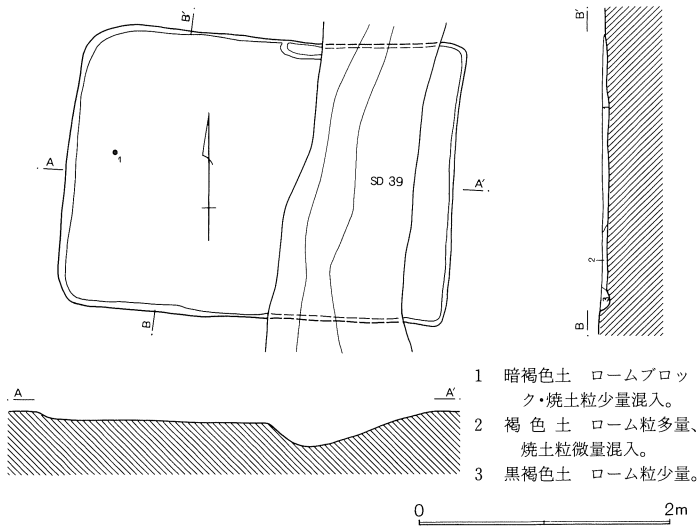 B′
B′
A
1
SD 39
A′
2
3
B
B
A
A′
1 暗褐色土 ロームブロッ
ク・焼土粒少量混入。
2 褐色土 ローム粒多量、
焼土粒微量混入。
3 黒褐色土 ローム粒少量。
0 2m